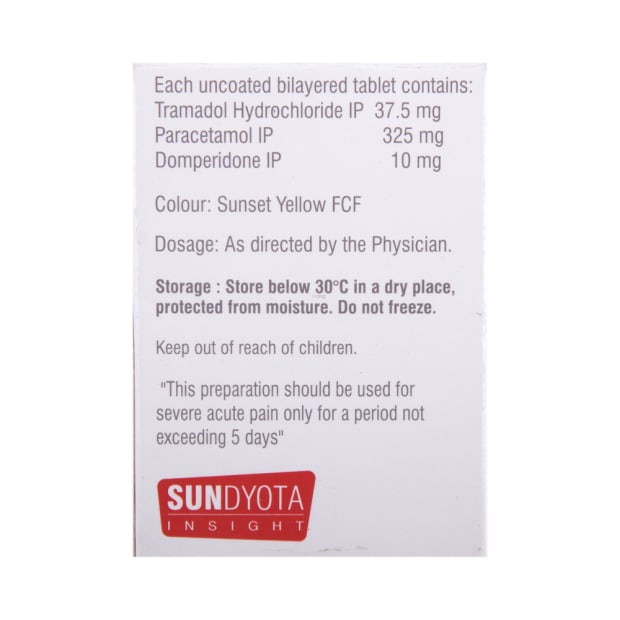 Each uncoated bilayered tablet contains:
Tramadol Hydrochloride IP 37.5 mg
Paracetamol IP 325 mg
Domperidone IP 10 mg
Colour: Sunset Yellow FCF
Dosage: As directed by the Physician.
Storage : Store below 30°C in a dry place,
protected from moisture. Do not freeze.
Keep out of reach of children.
"This preparation should be used for
severe acute pain only for a period not
exceeding 5 days"
SUNDYOTA
INSIGHT